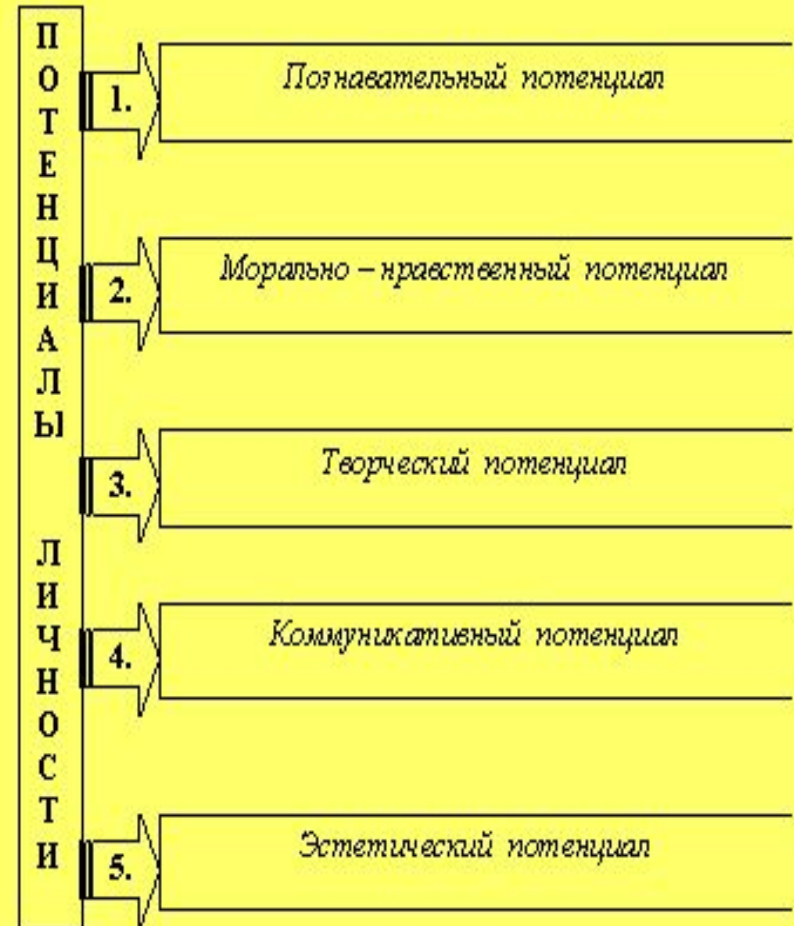 ПОТЕНЦИАЛЫ ЛИЧНОСТИ
1. Познавательный потенциал
2. Морально – нравственный потенциал
3. Творческий потенциал
4. Коммуникативный потенциал
5. Эстетический потенциал